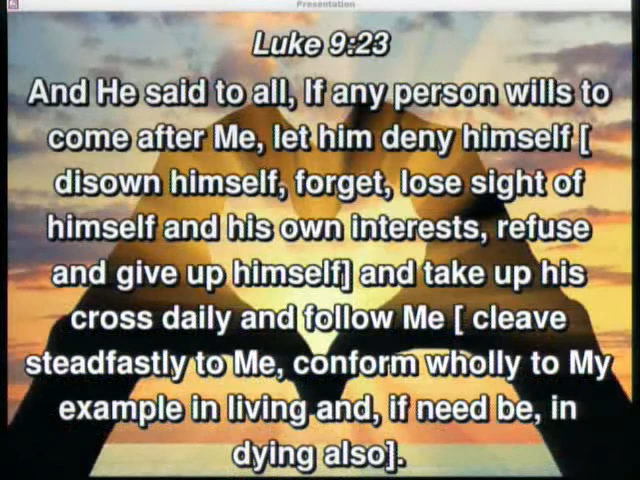 Presentation
Luke 9:23
And He said to all, If any person wills to
come after Me, let him deny himself [
disown himself, forget, lose sight of
himself and his own interests, refuse
and give up himself] and take up his
cross daily and follow Me [ cleave
steadfastly to Me, conform wholly to My
example in living and, if need be, in
dying also].